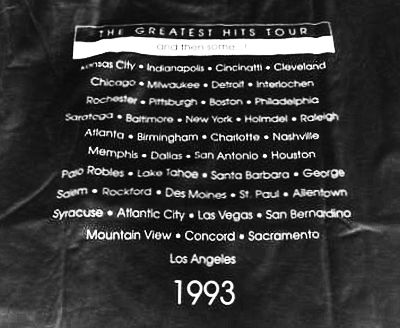 THE GREATEST HITS TOUR
and then some...!
Kansas City • Indianapolis • Cincinatti • Cleveland
Chicago • Milwaukee • Detroit • Interlochen
Rochester • Pittsburgh • Boston • Philadelphia
Saratoga • Baltimore • New York • Holmdel • Raleigh
Atlanta • Birmingham • Charlotte • Nashville
Memphis • Dallas • San Antonio • Houston
Paso Robles • Lake Tahoe • Santa Barbara • George
Salem • Rockford • Des Moines • St. Paul • Allentown
Syracuse • Atlantic City • Las Vegas • San Bernardino
Mountain View • Concord • Sacramento
Los Angeles
1993